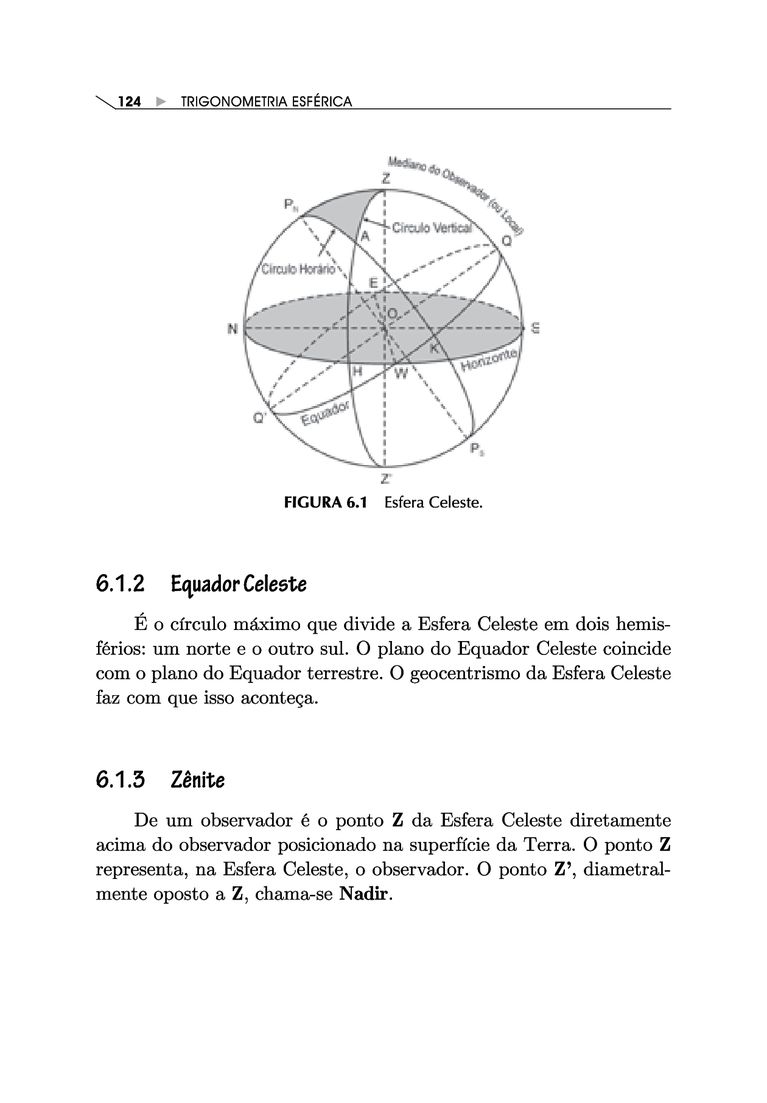 124 ▶ TRIGONOMETRIA ESFÉRICA
Mediano do Observador (ou Local)
Z
P_N
Círculo Vertical
A
Q
Círculo Horário
E
O
N
S
K
Horizonte
H
W
Equador
Q'
P_S
Z'
FIGURA 6.1 Esfera Celeste.
6.1.2 Equador Celeste
É o círculo máximo que divide a Esfera Celeste em dois hemis-
férios: um norte e o outro sul. O plano do Equador Celeste coincide
com o plano do Equador terrestre. O geocentrismo da Esfera Celeste
faz com que isso aconteça.
6.1.3 Zênite
De um observador é o ponto Z da Esfera Celeste diretamente
acima do observador posicionado na superfície da Terra. O ponto Z
representa, na Esfera Celeste, o observador. O ponto Z’, diametral-
mente oposto a Z, chama-se Nadir.